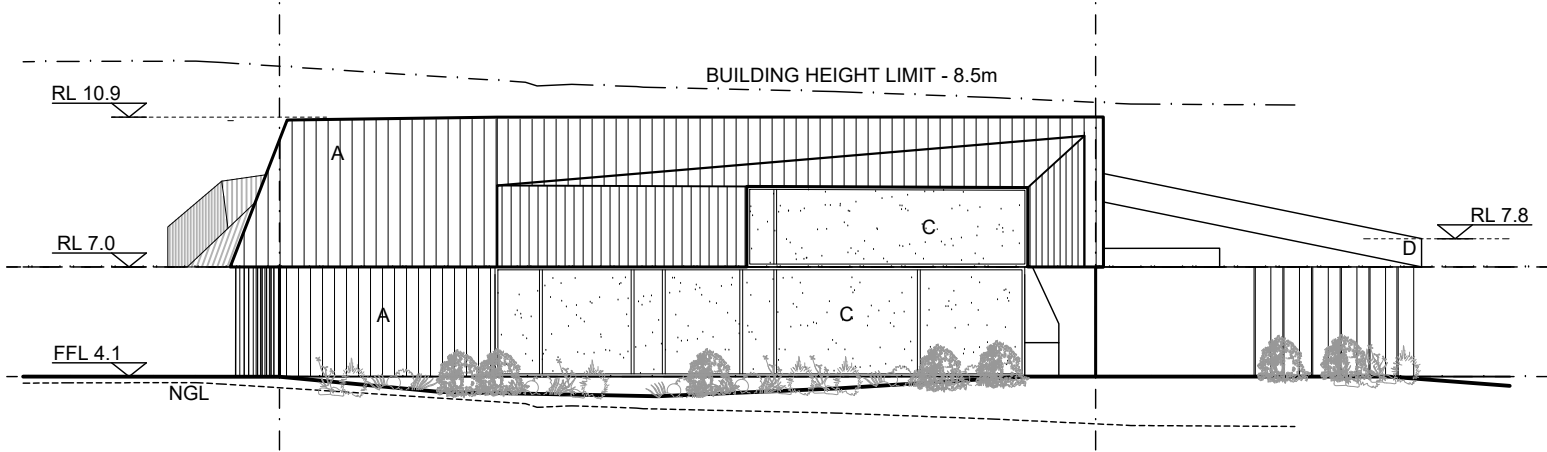 BUILDING HEIGHT LIMIT - 8.5m
RL 10.9
A
C
RL 7.8
D
RL 7.0
A
C
FFL 4.1
NGL